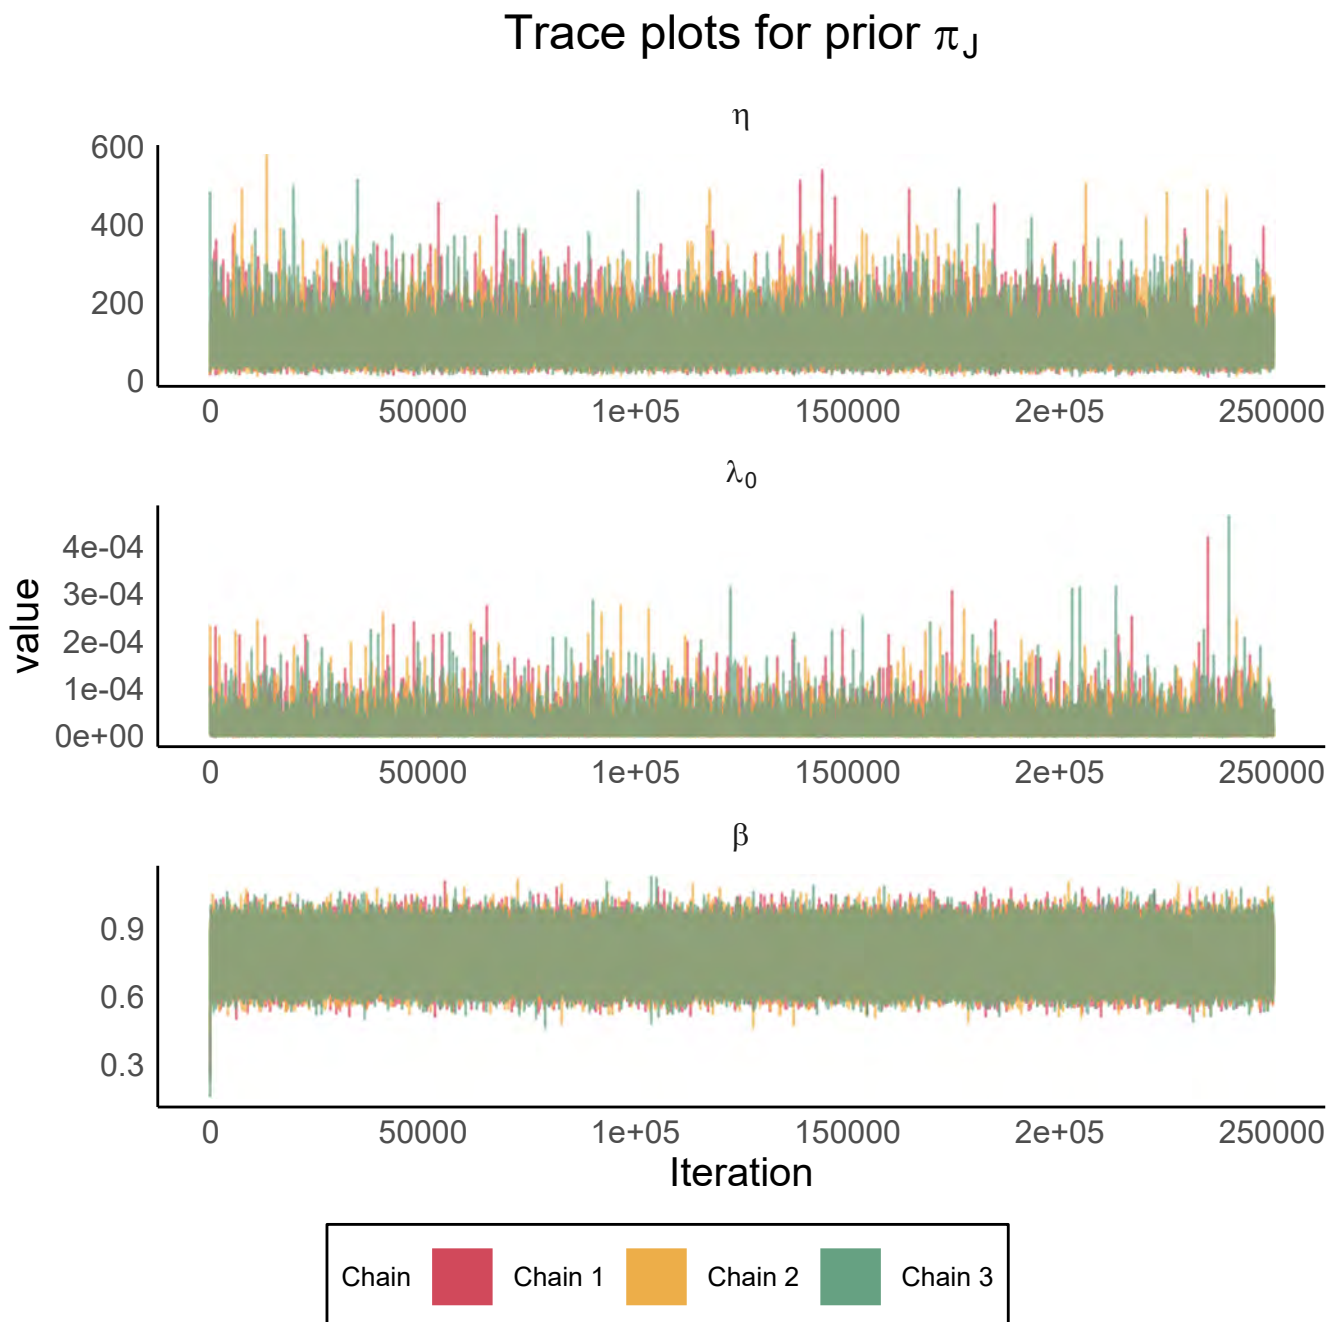 Trace plots for prior π_J
η
600
400
200
0
0 50000 1e+05 150000 2e+05 250000
λ₀
4e-04
3e-04
2e-04
1e-04
0e+00
0 50000 1e+05 150000 2e+05 250000
value
β
0.9
0.6
0.3
0 50000 1e+05 150000 2e+05 250000
Iteration
Chain Chain 1 Chain 2 Chain 3